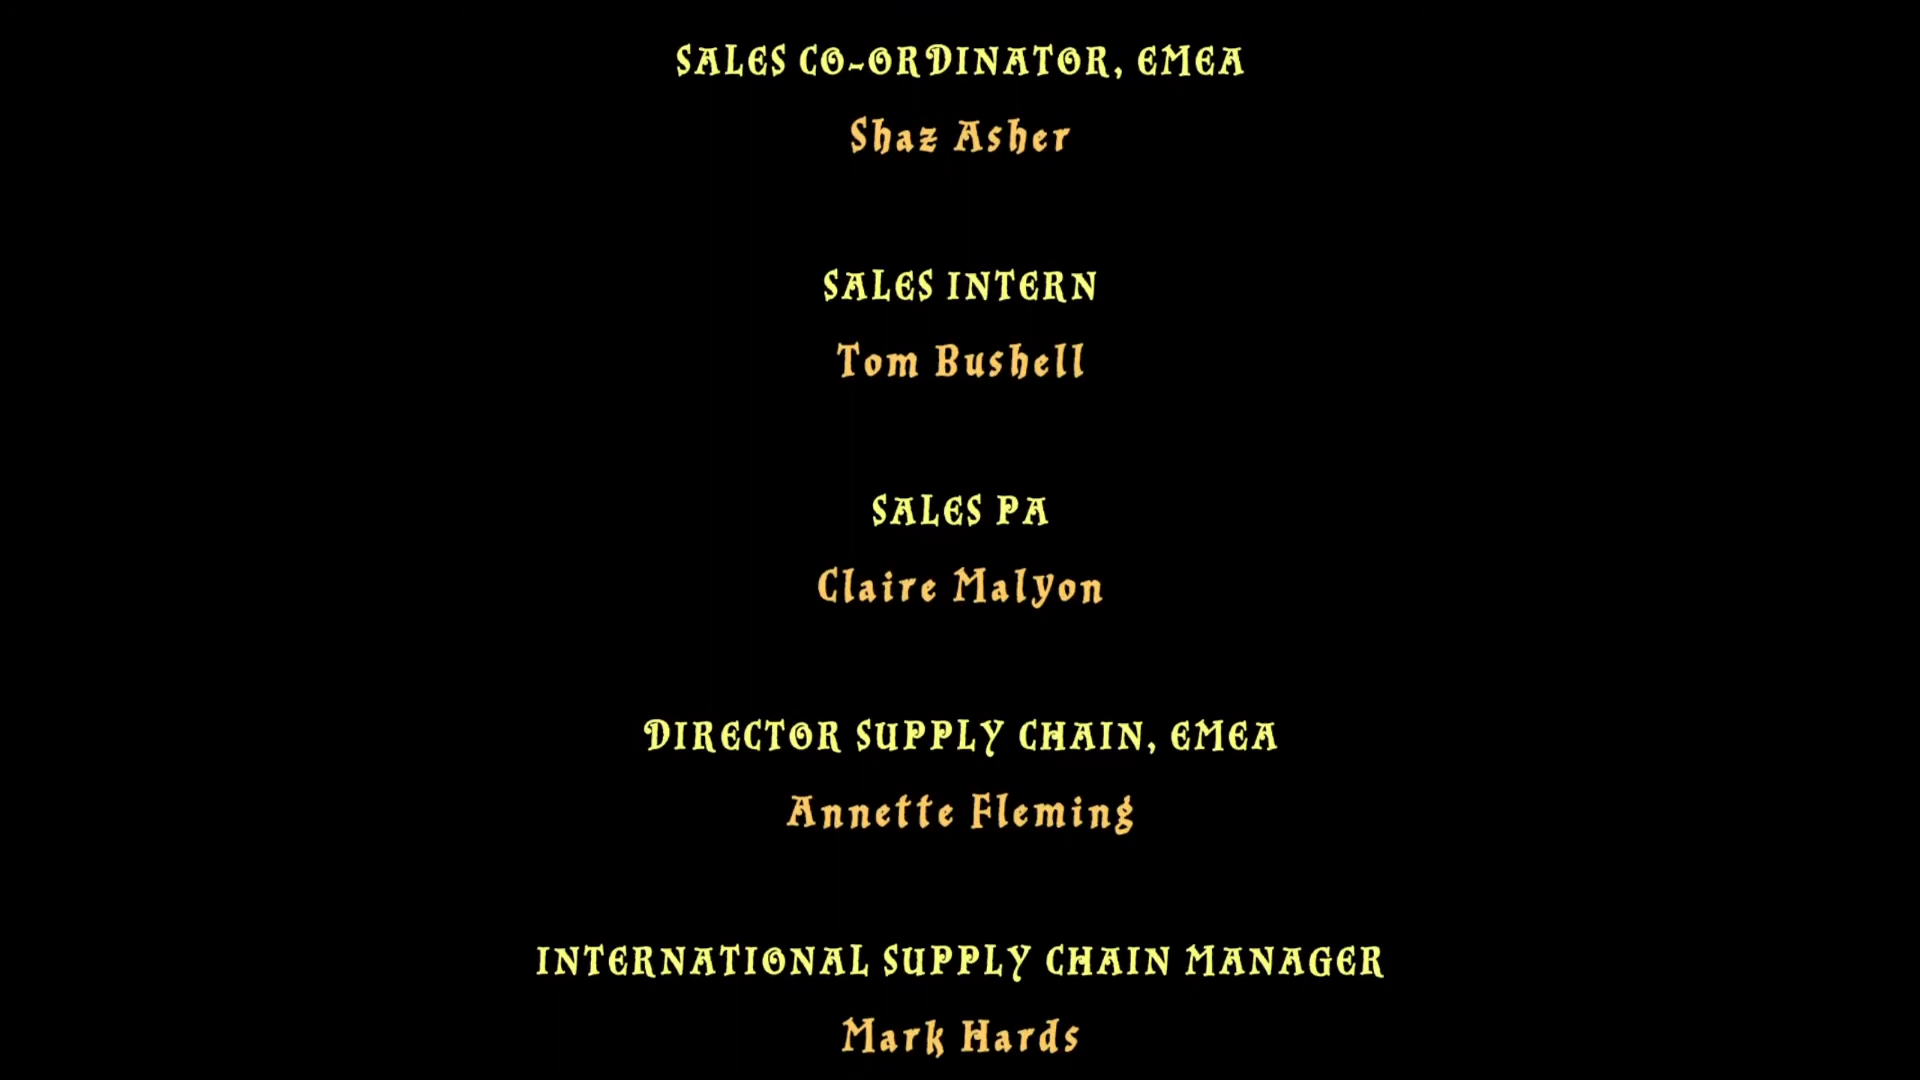 SALES CO-ORDINATOR, EMEA
Shaz Asher
SALES INTERN
Tom Bushell
SALES PA
Claire Malyon
DIRECTOR SUPPLY CHAIN, EMEA
Annette Fleming
INTERNATIONAL SUPPLY CHAIN MANAGER
Mark Hards